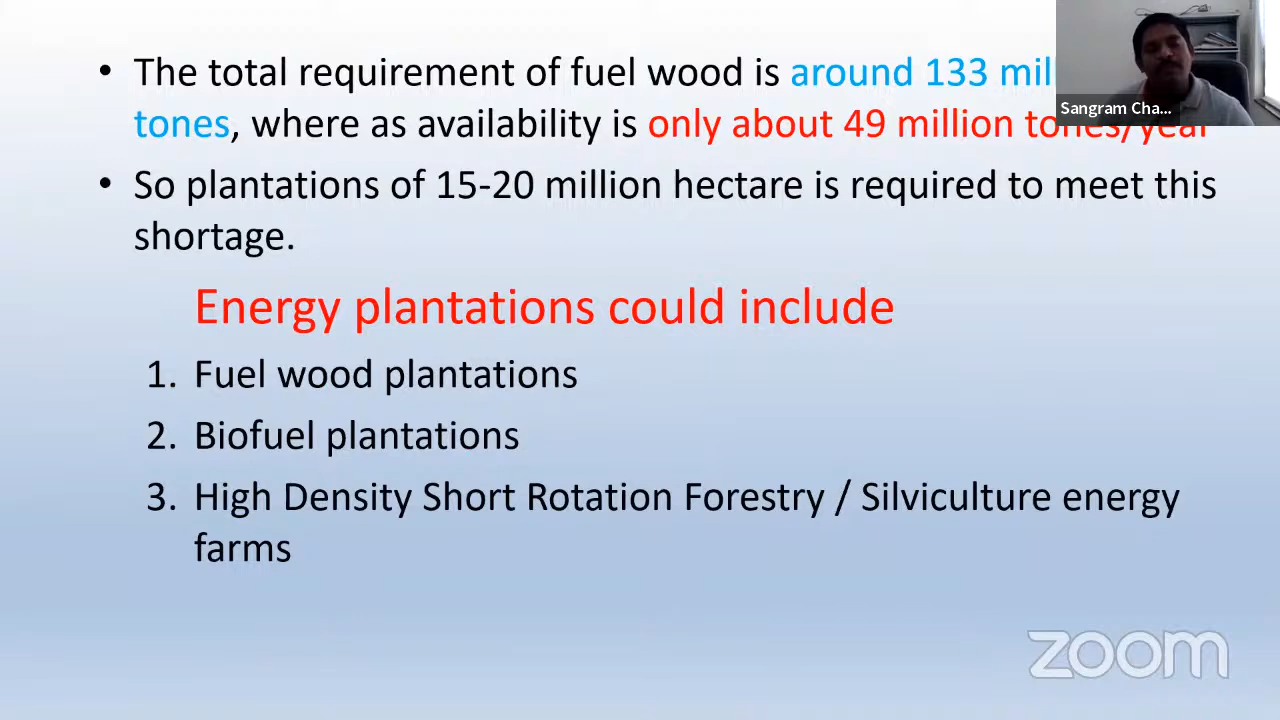 • The total requirement of fuel wood is around 133 mil
tones, where as availability is only about 49 million tones/year
• So plantations of 15-20 million hectare is required to meet this
shortage.
Energy plantations could include
1. Fuel wood plantations
2. Biofuel plantations
3. High Density Short Rotation Forestry / Silviculture energy
farms
Sangram Cha...
zoom